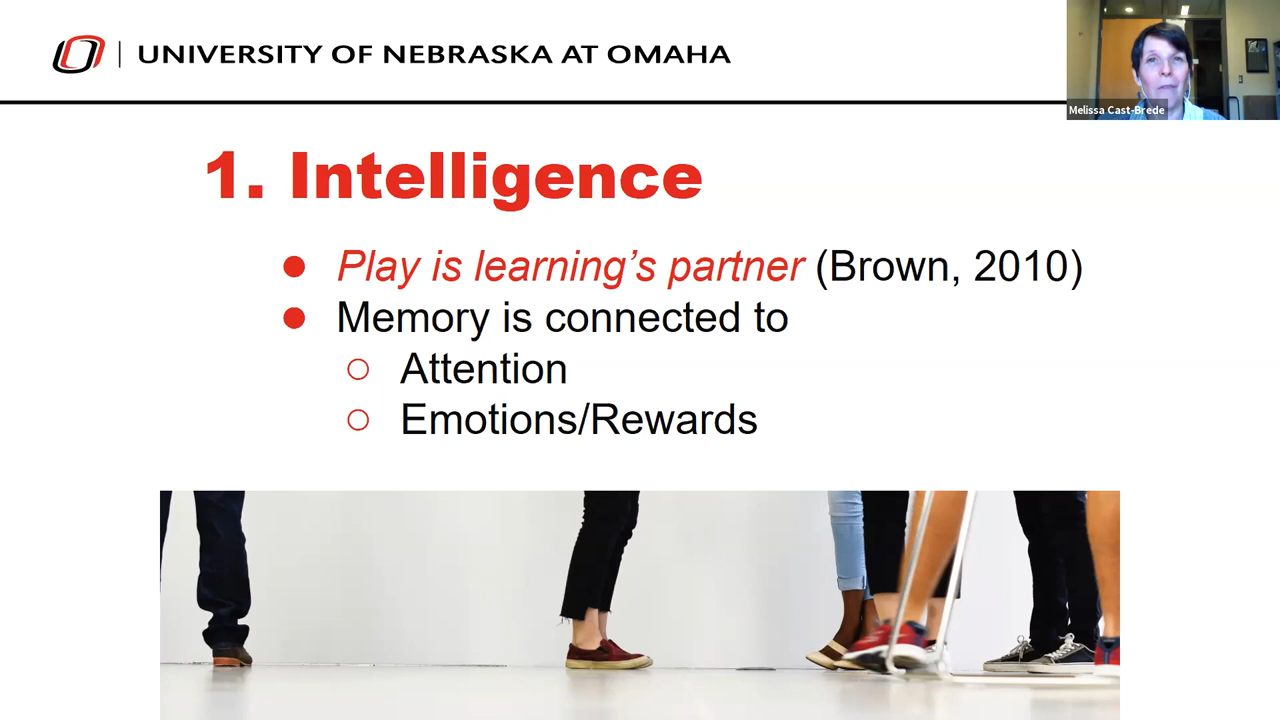 UNIVERSITY OF NEBRASKA AT OMAHA
Melissa Cast-Brede
1. Intelligence
● Play is learning’s partner (Brown, 2010)
● Memory is connected to
○ Attention
○ Emotions/Rewards